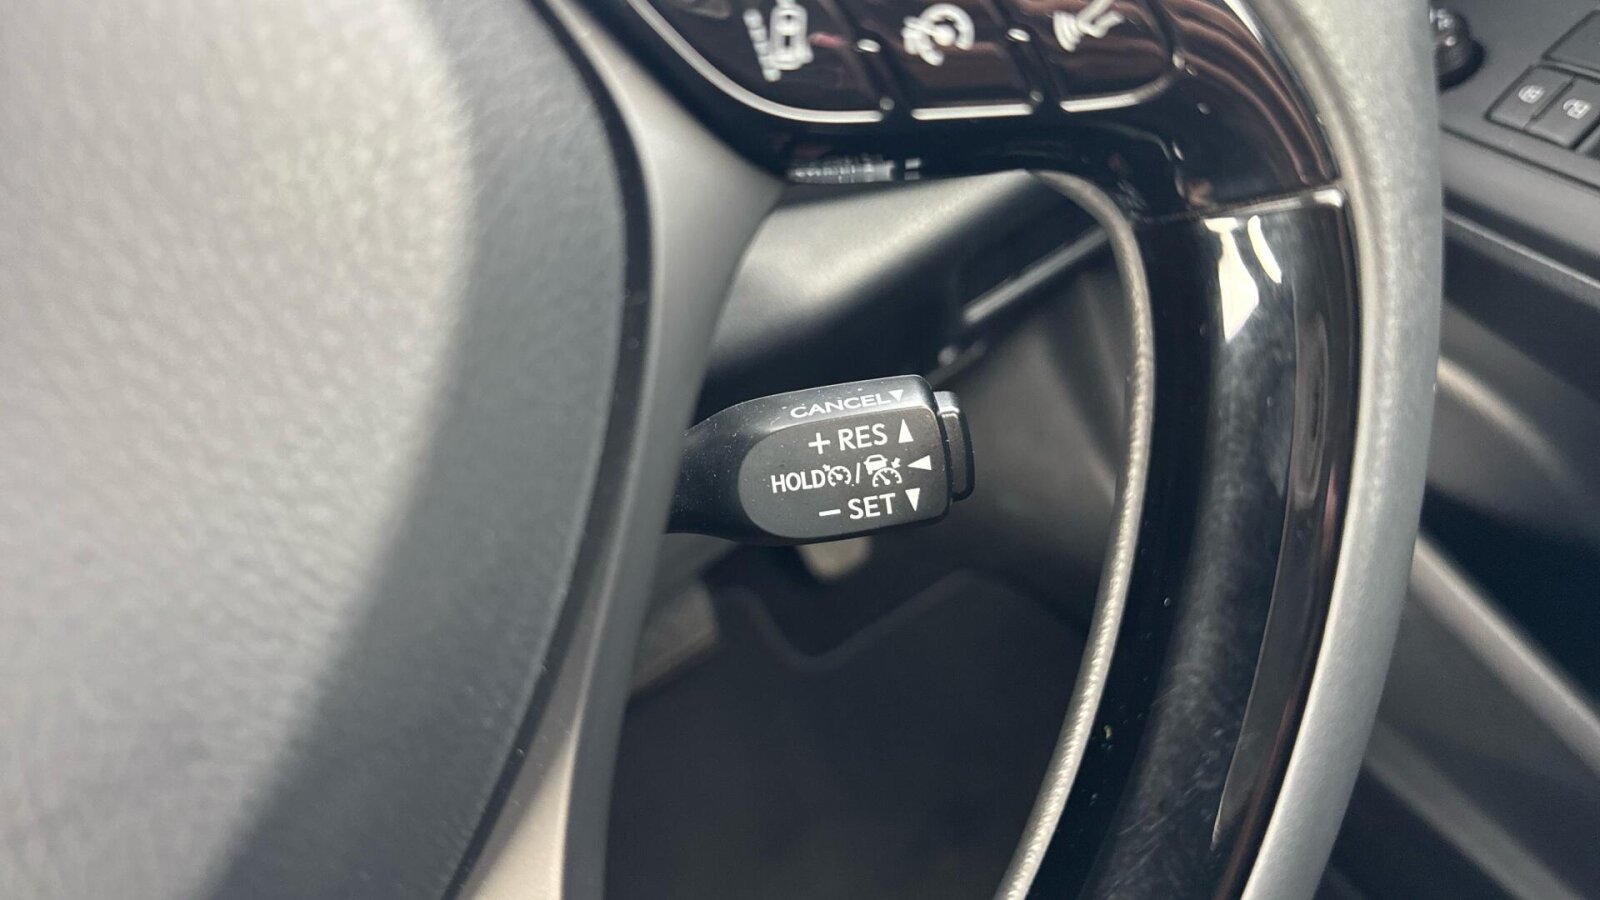 CANCEL
+ RES
HOLD /
− SET